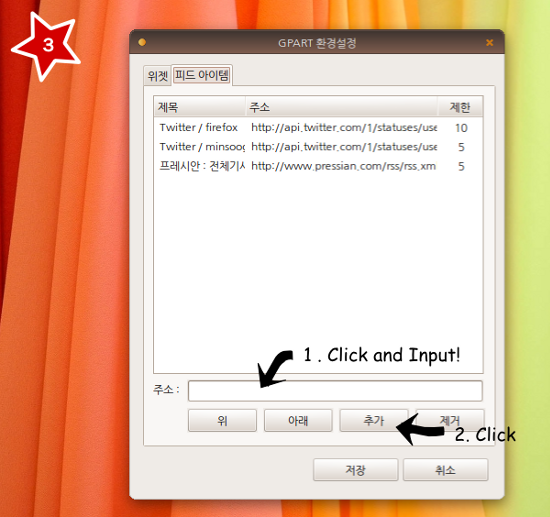 3
GPART 환경설정
위젯 피드 아이템
제목 주소 제한
Twitter / firefox http://api.twitter.com/1/statuses/use 10
Twitter / minsoog http://api.twitter.com/1/statuses/use 5
프레시안 : 전체기사 http://www.pressian.com/rss/rss.xm 5
1 . Click and Input!
주소 :
위 아래 추가 제거
2. Click
저장 취소